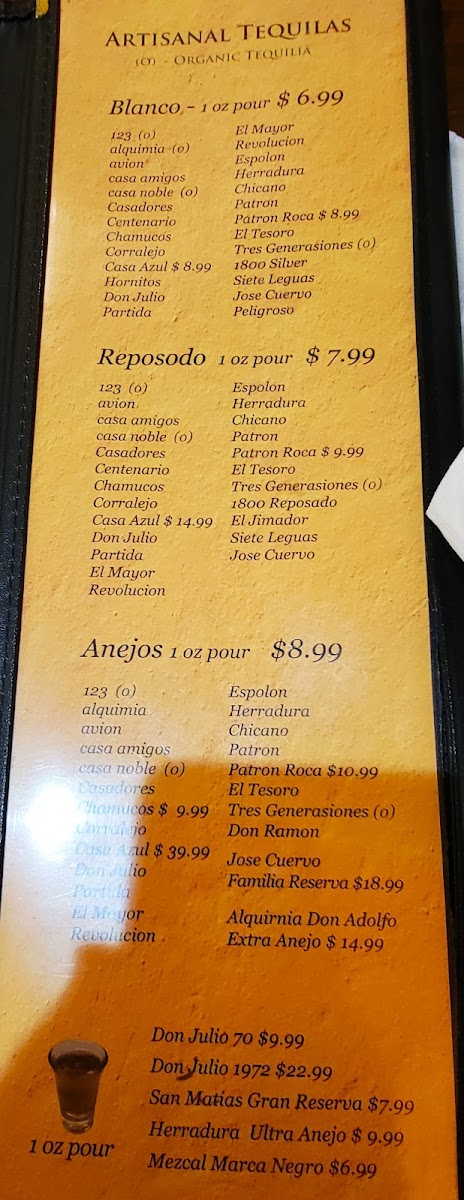 ARTISANAL TEQUILAS
(O) - ORGANIC TEQUILIA
Blanco - 1 oz pour $ 6.99
123 (o)
alquimia (o)
avion
casa amigos
casa noble (o)
Casadores
Centenario
Chamucos
Corralejo
Casa Azul $ 8.99
Hornitos
Don Julio
Partida
El Mayor
Revolucion
Espolon
Herradura
Chicano
Patron
Patron Roca $ 8.99
El Tesoro
Tres Generasiones (o)
1800 Silver
Siete Leguas
Jose Cuervo
Peligroso
Reposodo 1 oz pour $ 7.99
123 (o)
avion
casa amigos
casa noble (o)
Casadores
Centenario
Chamucos
Corralejo
Casa Azul $ 14.99
Don Julio
Partida
El Mayor
Revolucion
Espolon
Herradura
Chicano
Patron
Patron Roca $ 9.99
El Tesoro
Tres Generasiones (o)
1800 Reposado
El Jimador
Siete Leguas
Jose Cuervo
Anejos 1 oz pour $8.99
123 (o)
alquimia
avion
casa amigos
casa noble (o)
Casadores
Chamucos $ 9.99
Corralejo
Casa Azul $ 39.99
Don Julio
Partida
El Mayor
Revolucion
Espolon
Herradura
Chicano
Patron
Patron Roca $10.99
El Tesoro
Tres Generasiones (o)
Don Ramon
Jose Cuervo
Familia Reserva $18.99
Alquirnia Don Adolfo
Extra Anejo $ 14.99
Don Julio 70 $9.99
Don Julio 1972 $22.99
San Matias Gran Reserva $7.99
Herradura Ultra Anejo $ 9.99
Mezcal Marca Negro $6.99
1 oz pour